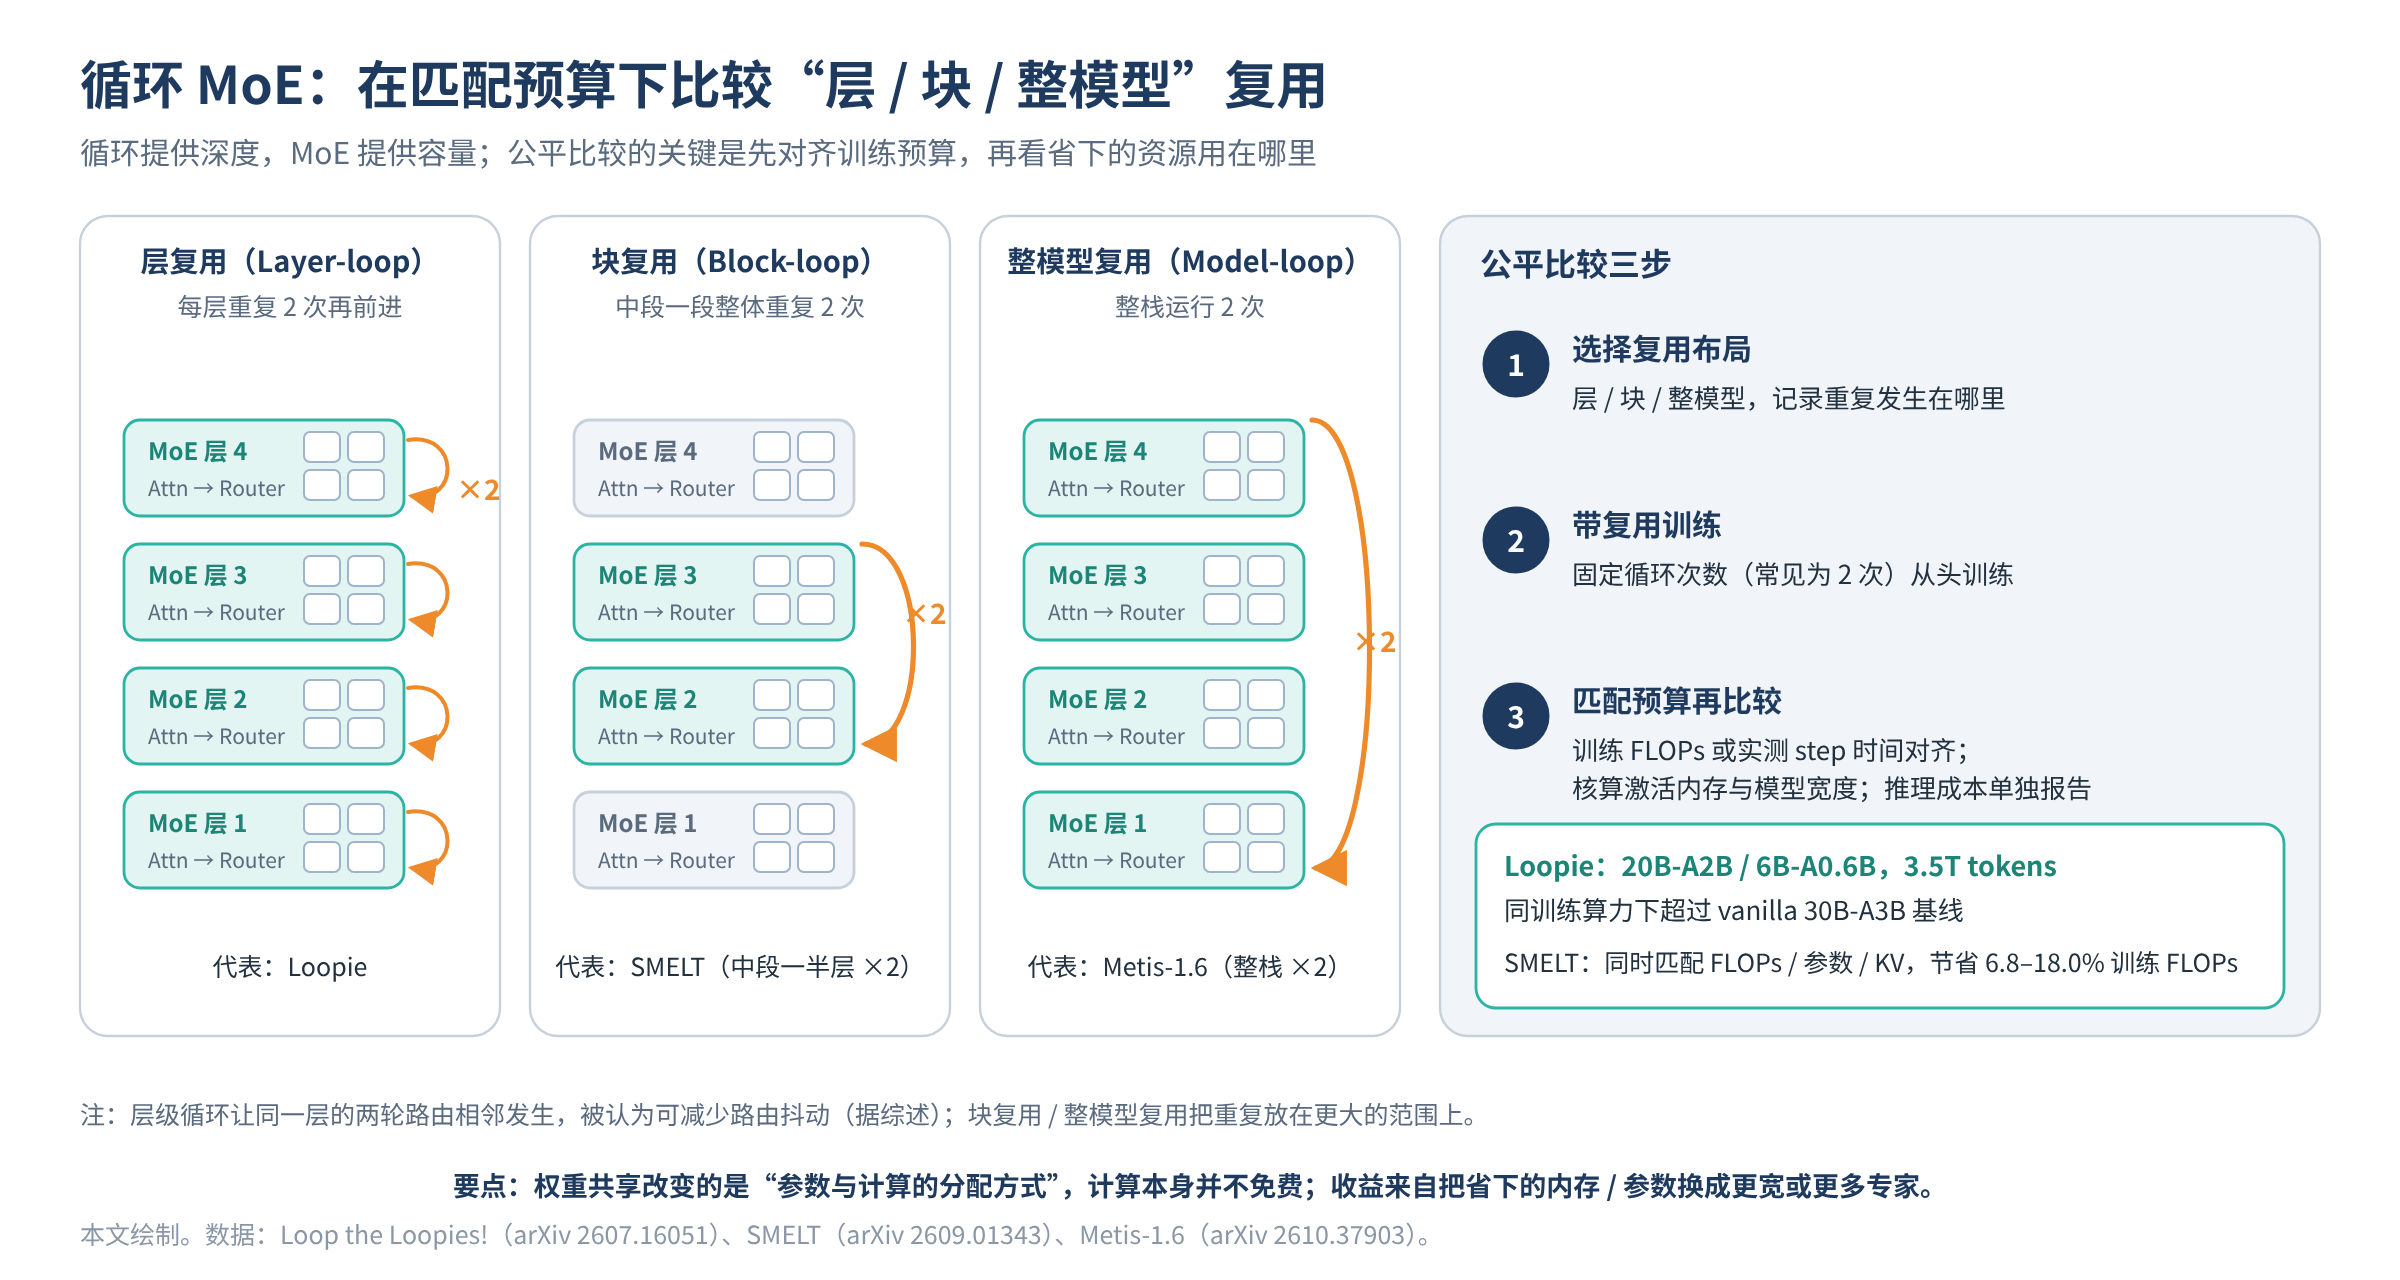 循环 MoE：在匹配预算下比较“层 / 块 / 整模型”复用
循环提供深度，MoE 提供容量；公平比较的关键是先对齐训练预算，再看省下的资源用在哪里
层复用（Layer-loop）
每层重复 2 次再前进
MoE 层 4
Attn → Router
×2
MoE 层 3
Attn → Router
MoE 层 2
Attn → Router
MoE 层 1
Attn → Router
代表：Loopie
块复用（Block-loop）
中段一段整体重复 2 次
MoE 层 4
Attn → Router
MoE 层 3
Attn → Router
×2
MoE 层 2
Attn → Router
MoE 层 1
Attn → Router
代表：SMELT（中段一半层 ×2）
整模型复用（Model-loop）
整栈运行 2 次
MoE 层 4
Attn → Router
MoE 层 3
Attn → Router
×2
MoE 层 2
Attn → Router
MoE 层 1
Attn → Router
代表：Metis-1.6（整栈 ×2）
公平比较三步
1
选择复用布局
层 / 块 / 整模型，记录重复发生在哪里
2
带复用训练
固定循环次数（常见为 2 次）从头训练
3
匹配预算再比较
训练 FLOPs 或实测 step 时间对齐；
核算激活内存与模型宽度；推理成本单独报告
Loopie：20B-A2B / 6B-A0.6B，3.5T tokens
同训练算力下超过 vanilla 30B-A3B 基线
SMELT：同时匹配 FLOPs / 参数 / KV，节省 6.8–18.0% 训练 FLOPs
注：层级循环让同一层的两轮路由相邻发生，被认为可减少路由抖动（据综述）；块复用 / 整模型复用把重复放在更大的范围上。
要点：权重共享改变的是“参数与计算的分配方式”，计算本身并不免费；收益来自把省下的内存 / 参数换成更宽或更多专家。
本文绘制。数据：Loop the Loopies!（arXiv 2607.16051）、SMELT（arXiv 2609.01343）、Metis-1.6（arXiv 2610.37903）。